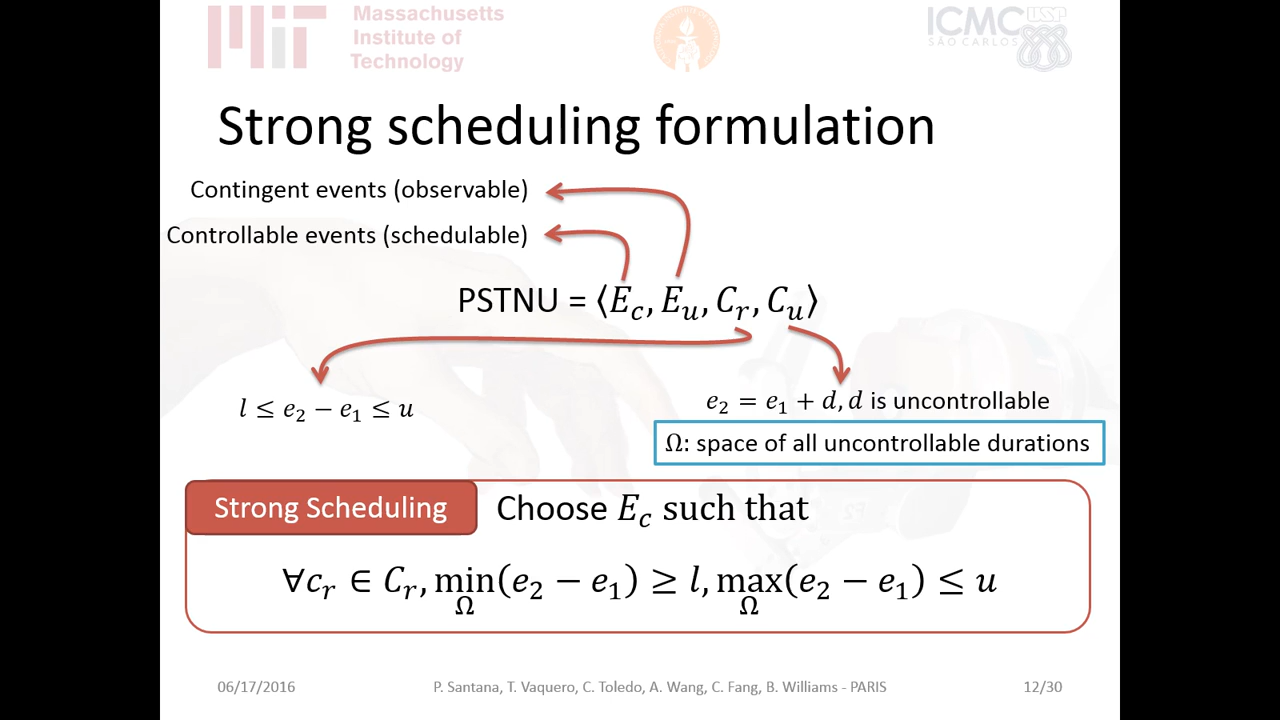 Massachusetts
Institute of
Technology
ICMC USP
SÃO CARLOS
Strong scheduling formulation
Contingent events (observable)
Controllable events (schedulable)
PSTNU = ⟨E_c, E_u, C_r, C_u⟩
l ≤ e_2 − e_1 ≤ u
e_2 = e_1 + d, d is uncontrollable
Ω: space of all uncontrollable durations
Strong Scheduling
Choose E_c such that
∀c_r ∈ C_r, min_Ω(e_2 − e_1) ≥ l, max_Ω(e_2 − e_1) ≤ u
06/17/2016
P. Santana, T. Vaquero, C. Toledo, A. Wang, C. Fang, B. Williams - PARIS
12/30